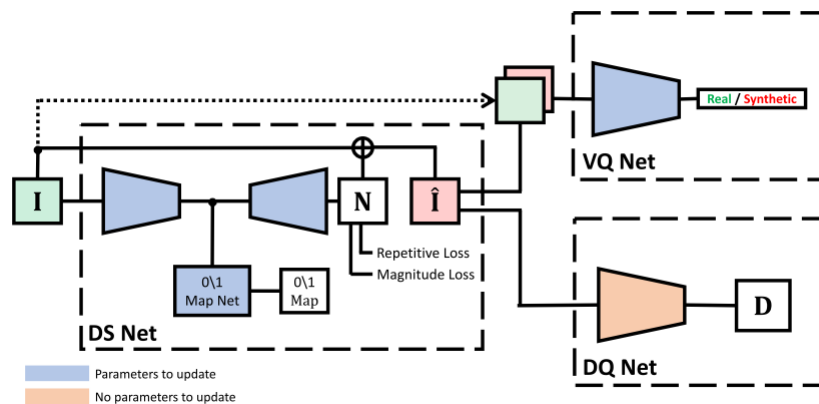 Real / Synthetic
VQ Net
I
N
Î
Repetitive Loss
Magnitude Loss
0\1
Map Net
0\1
Map
DS Net
D
DQ Net
Parameters to update
No parameters to update